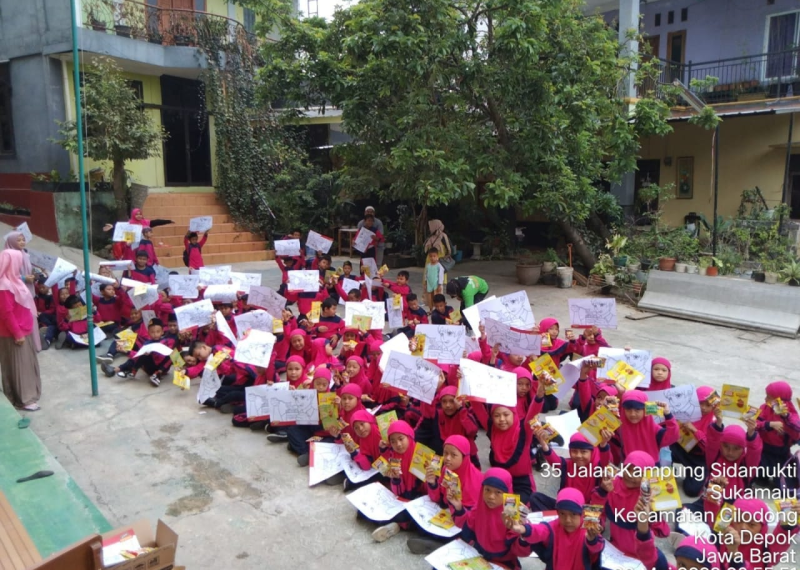 35 Jalan Kampung Sidamukti
Sukamaju
Kecamatan Cilodong
Kota Depok
Jawa Barat